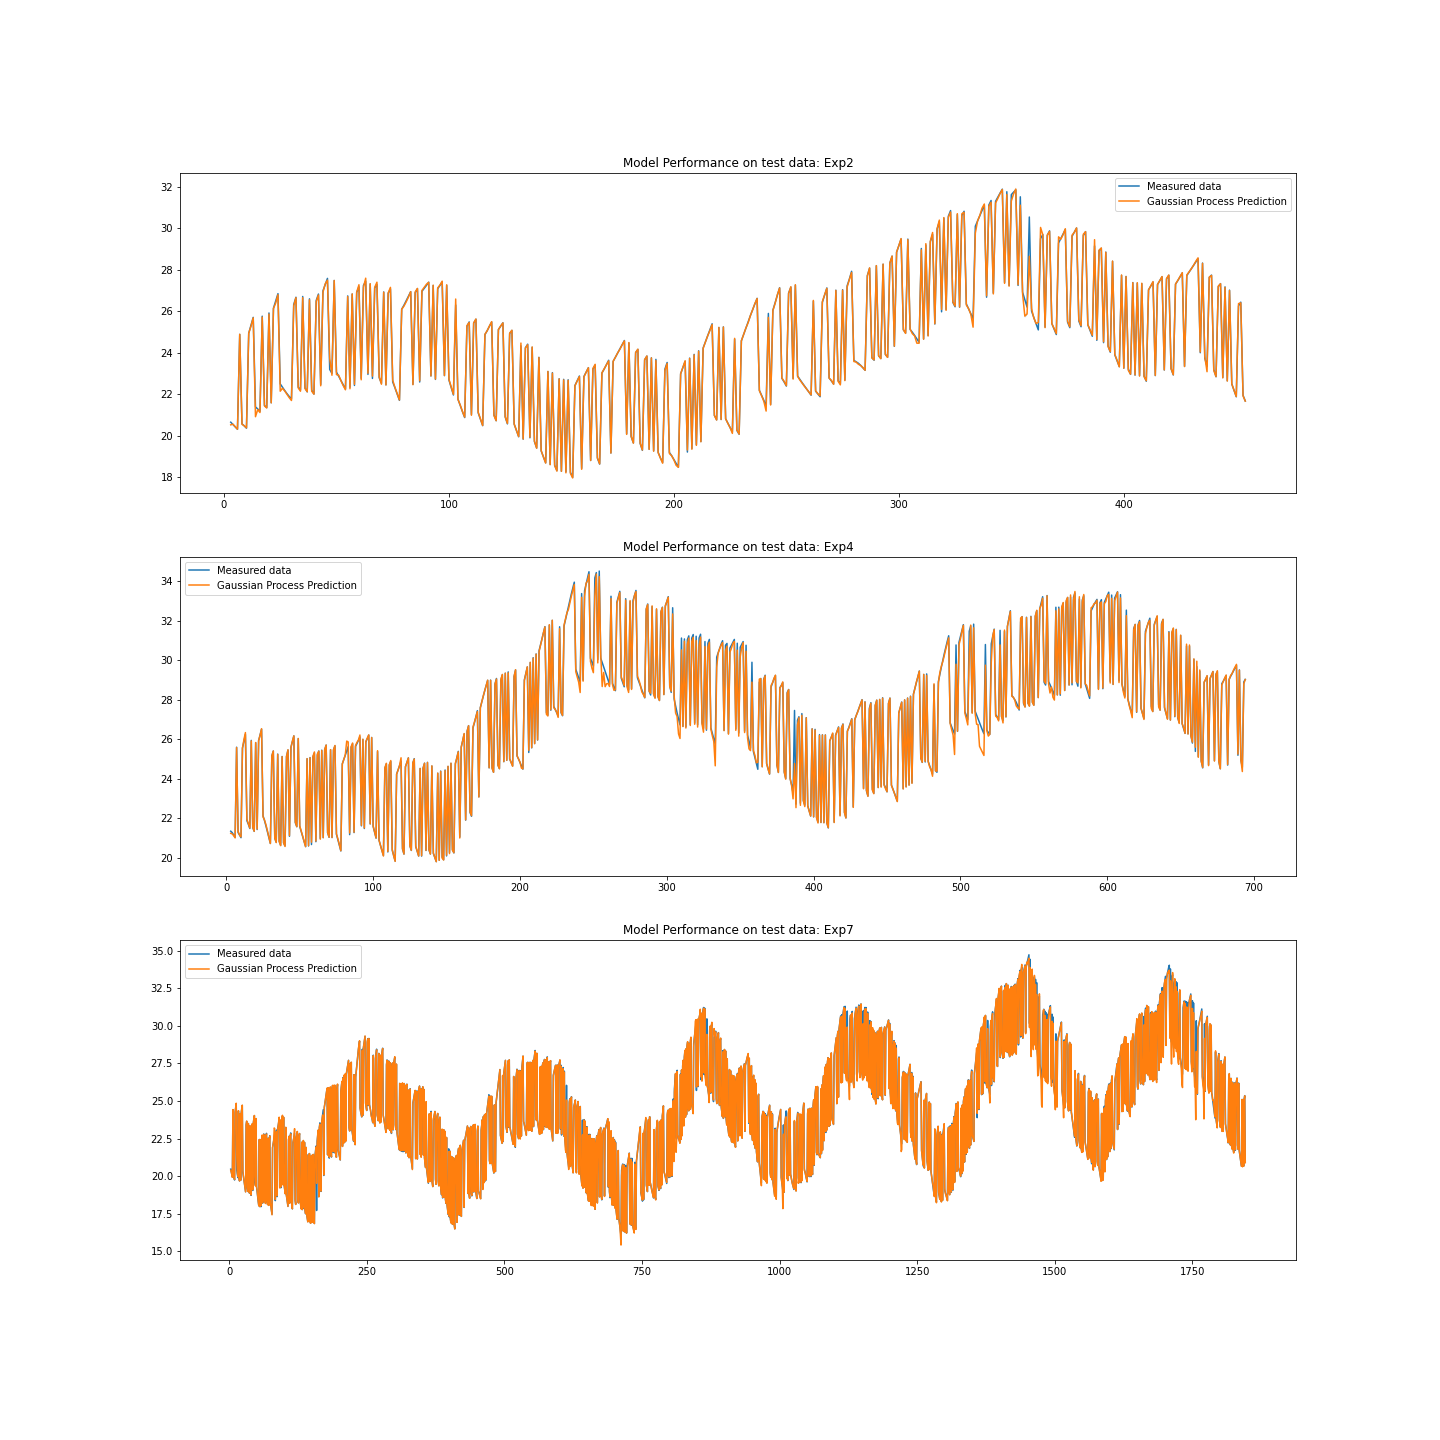 Model Performance on test data: Exp2
32
30
28
26
24
22
20
18
Measured data
Gaussian Process Prediction
0 100 200 300 400
Model Performance on test data: Exp4
34
32
30
28
26
24
22
20
Measured data
Gaussian Process Prediction
0 100 200 300 400 500 600 700
Model Performance on test data: Exp7
35.0
32.5
30.0
27.5
25.0
22.5
20.0
17.5
15.0
Measured data
Gaussian Process Prediction
0 250 500 750 1000 1250 1500 1750